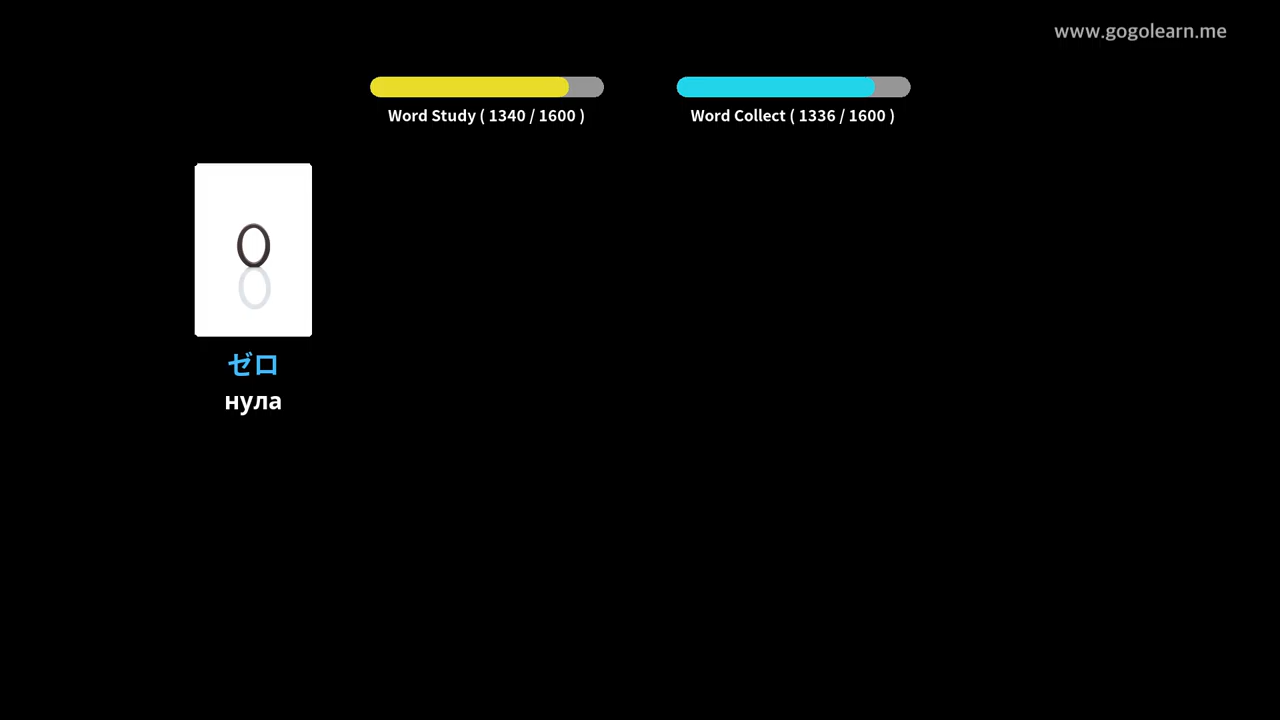 www.gogolearn.me
Word Study ( 1340 / 1600 )
Word Collect ( 1336 / 1600 )
0
ゼロ
нула